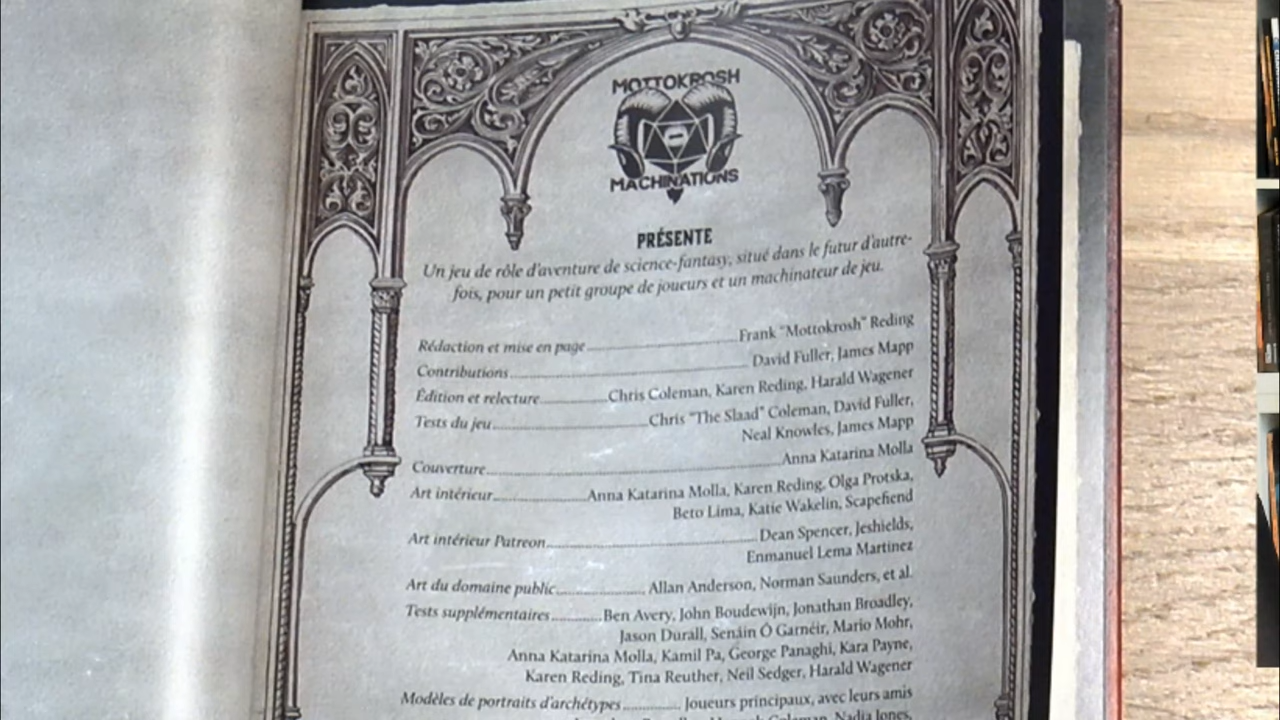 MOTTOKROSH
MACHINATIONS
PRÉSENTE
Un jeu de rôle d'aventure de science-fantasy, situé dans le futur d'autre-
fois, pour un petit groupe de joueurs et un machinateur de jeu.
Rédaction et mise en page Frank "Mottokrosh" Reding
Contributions David Fuller, James Mapp
Édition et relecture Chris Coleman, Karen Reding, Harald Wagener
Tests du jeu Chris "The Slaad" Coleman, David Fuller,
Neal Knowles, James Mapp
Couverture Anna Katarina Molla
Art intérieur Anna Katarina Molla, Karen Reding, Olga Protska,
Beto Lima, Katie Wakelin, Scapefiend
Art intérieur Patreon Dean Spencer, Jeshields,
Enmanuel Lema Martinez
Art du domaine public Allan Anderson, Norman Saunders, et al.
Tests supplémentaires Ben Avery, John Boudewijn, Jonathan Broadley,
Jason Durall, Senáin Ó Garnéir, Mario Mohr,
Anna Katarina Molla, Kamil Pa, George Panaghi, Kara Payne,
Karen Reding, Tina Reuther, Neil Sedger, Harald Wagener
Modèles de portraits d'archétypes Joueurs principaux, avec leurs amis
Coleman, Nadia Jones,